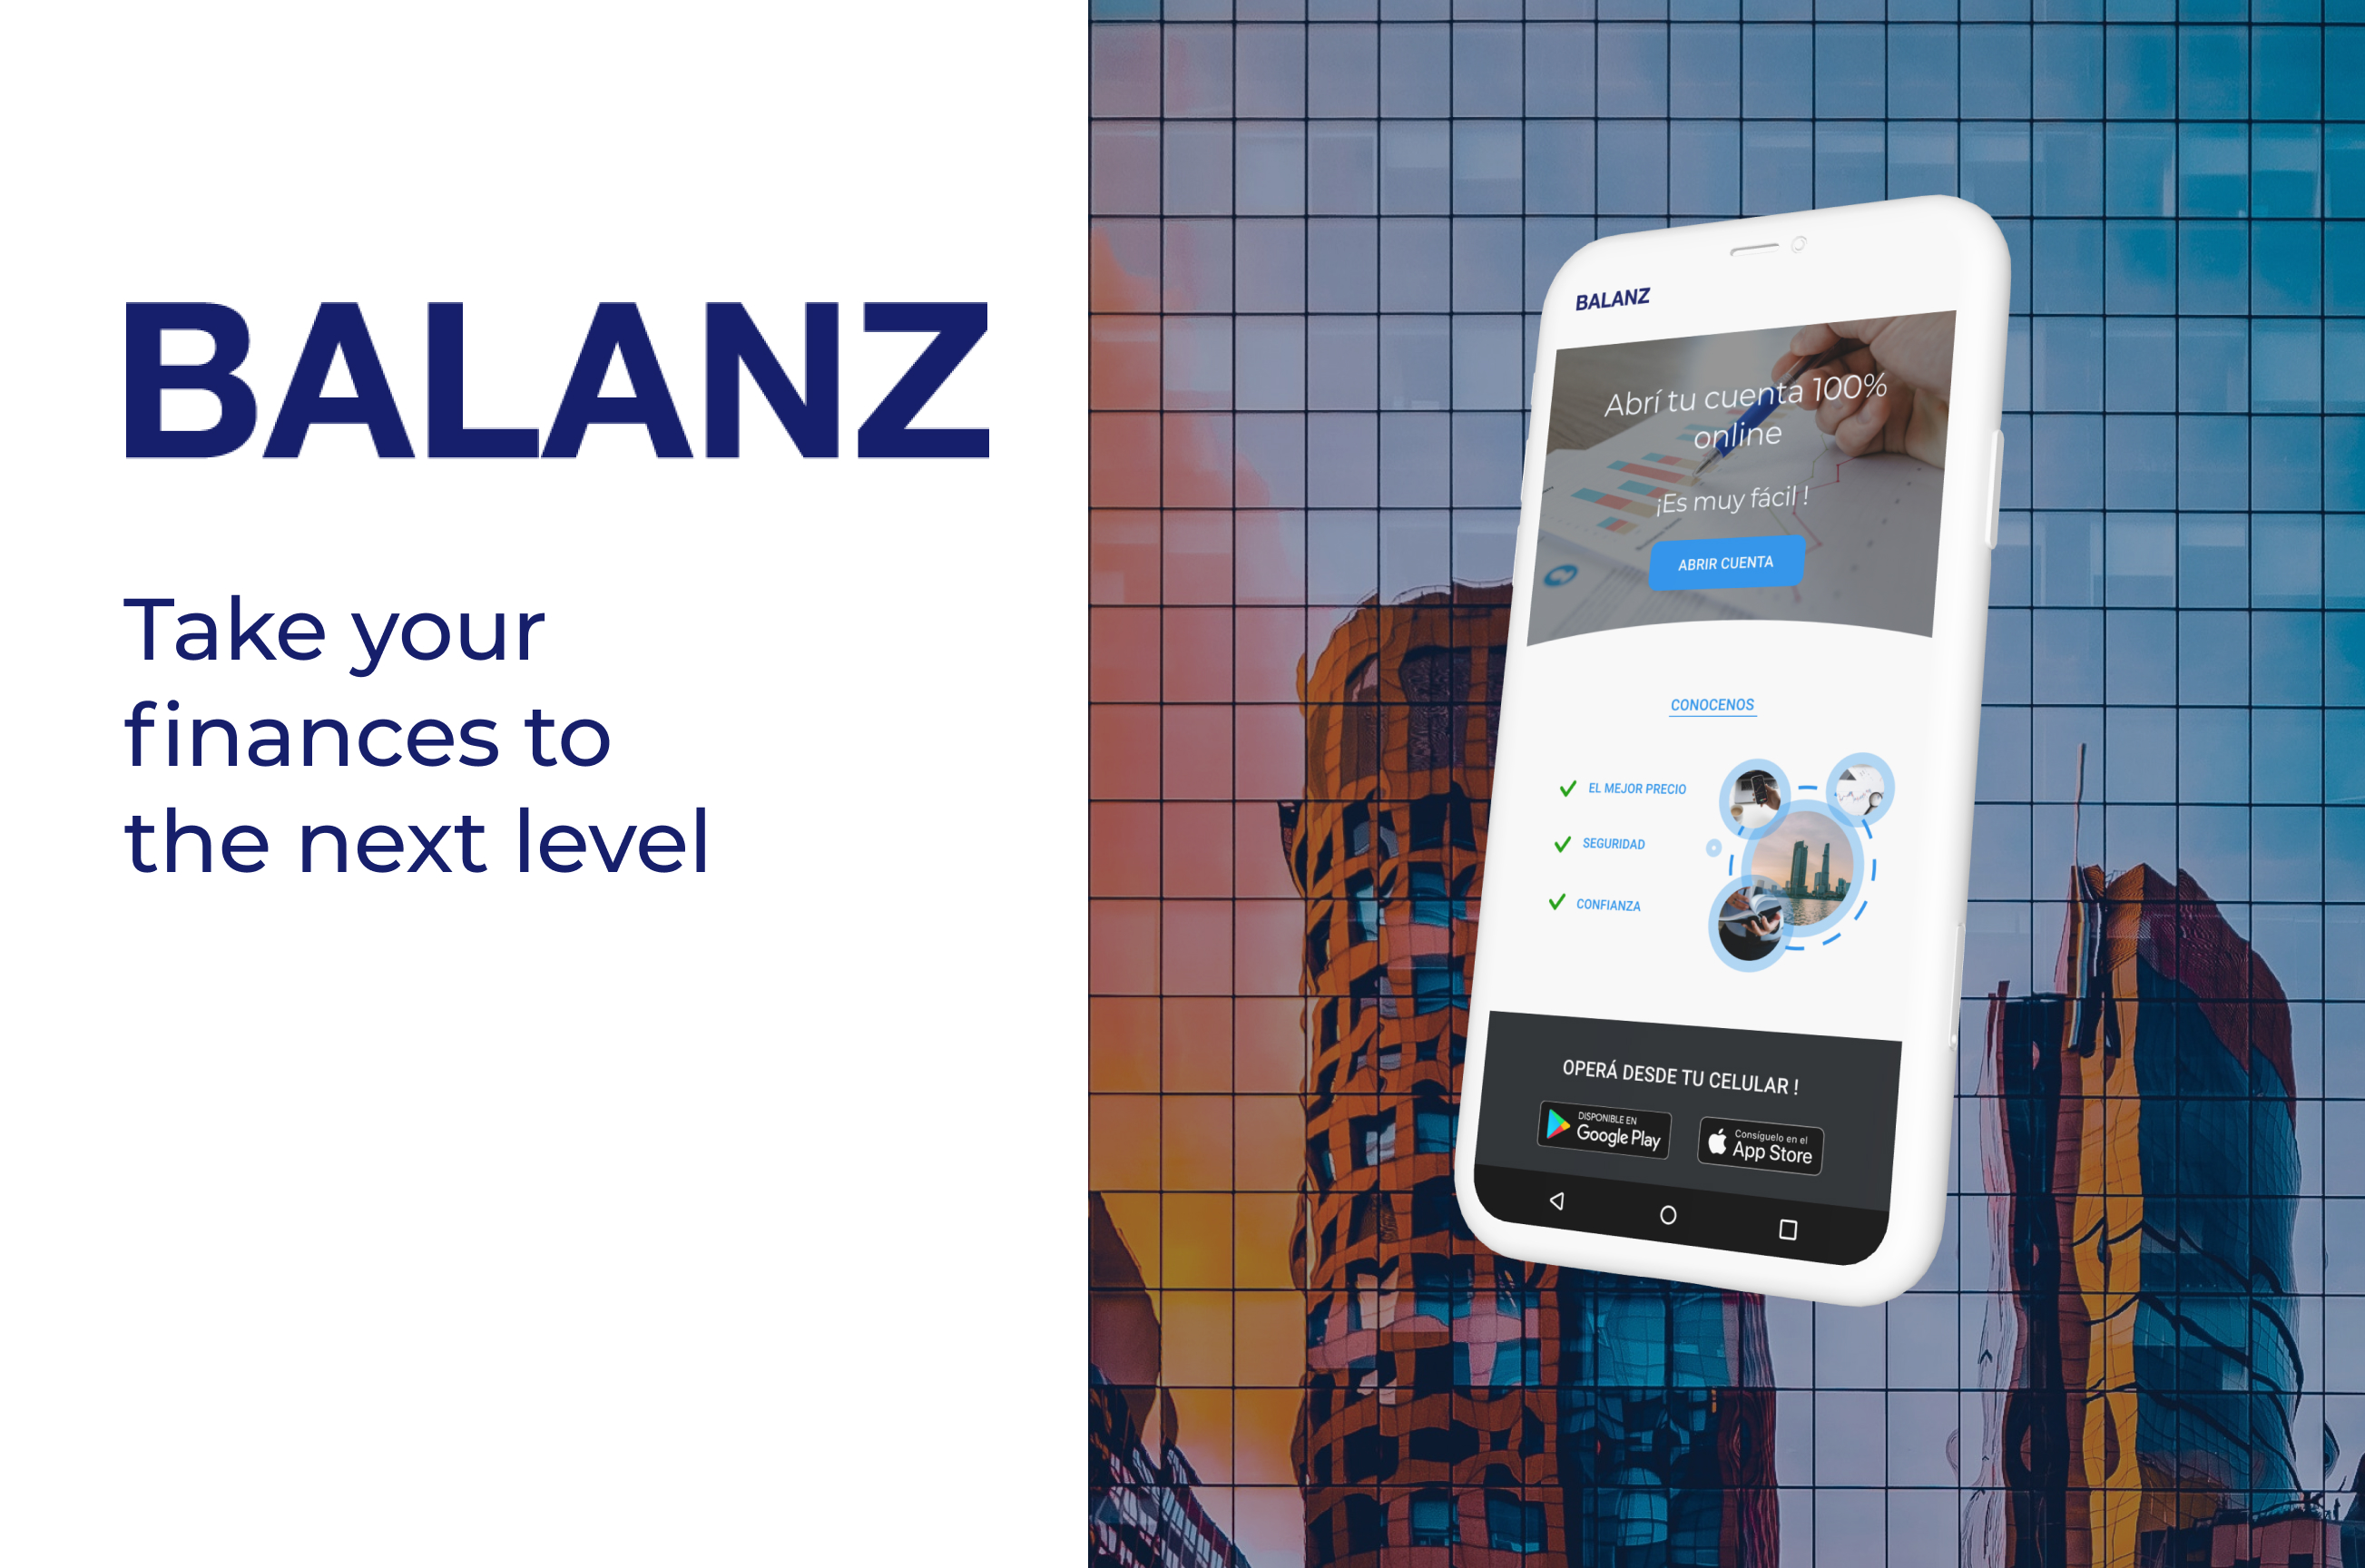 BALANZ
Take your
finances to
the next level
BALANZ
Abrí tu cuenta 100%
online
¡Es muy fácil !
ABRIR CUENTA
CONOCENOS
EL MEJOR PRECIO
SEGURIDAD
CONFIANZA
OPERÁ DESDE TU CELULAR !
DISPONIBLE EN
Google Play
Consíguelo en el
App Store